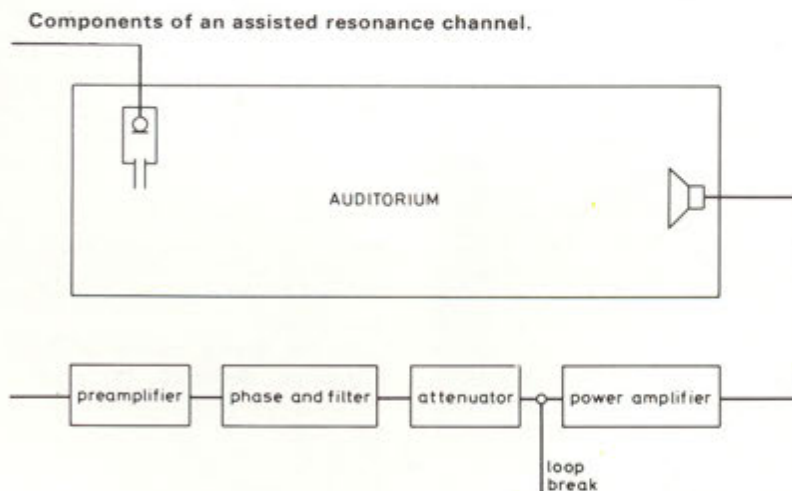 Components of an assisted resonance channel.
AUDITORIUM
preamplifier
phase and filter
attenuator
power amplifier
loop
break